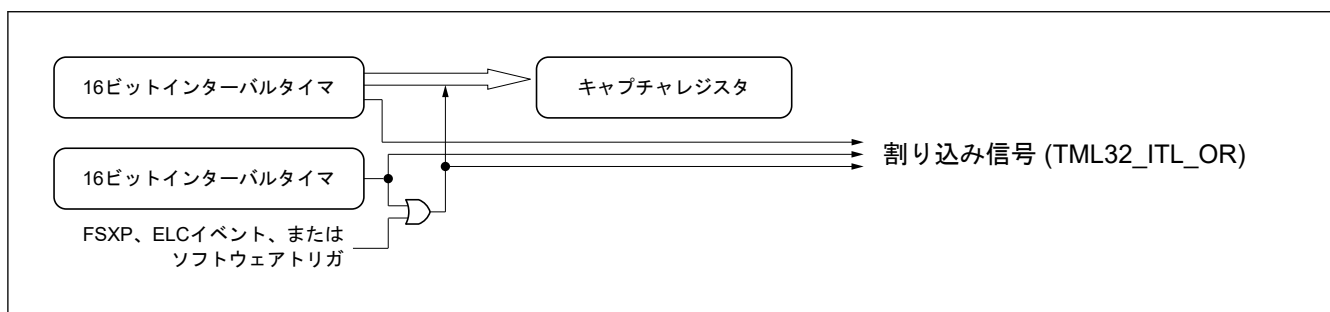 16ビットインターバルタイマ
キャプチャレジスタ
割り込み信号 (TML32_ITL_OR)
16ビットインターバルタイマ
FSXP、ELCイベント、または
ソフトウェアトリガ